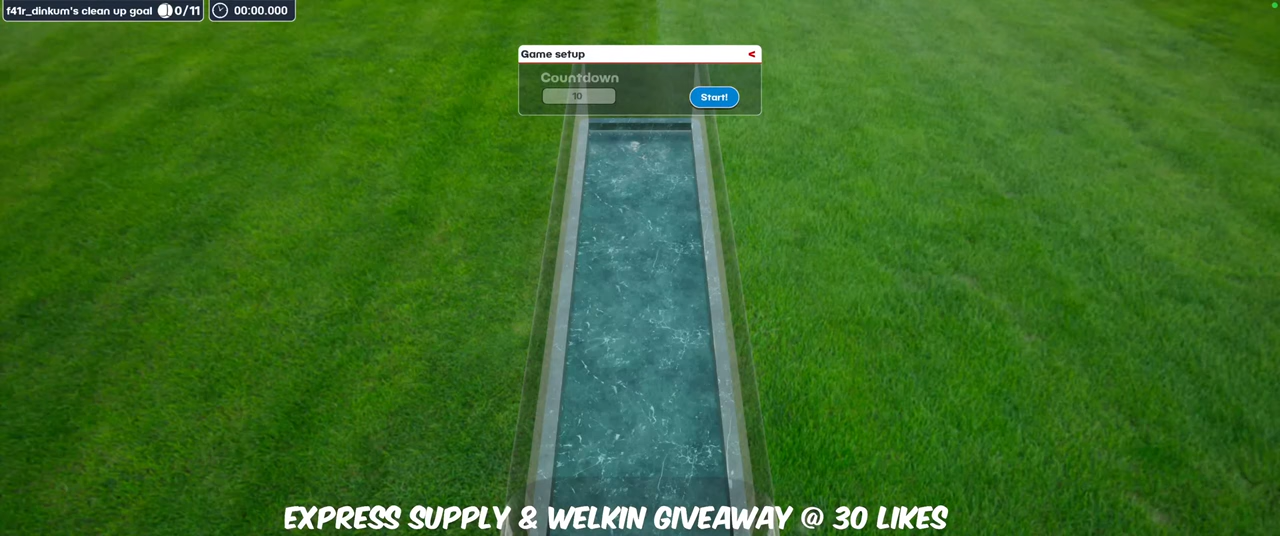 f41r_dinkum's clean up goal 0/11 00:00.000
Game setup <
Countdown
10 Start!
EXPRESS SUPPLY & WELKIN GIVEAWAY @ 30 LIKES